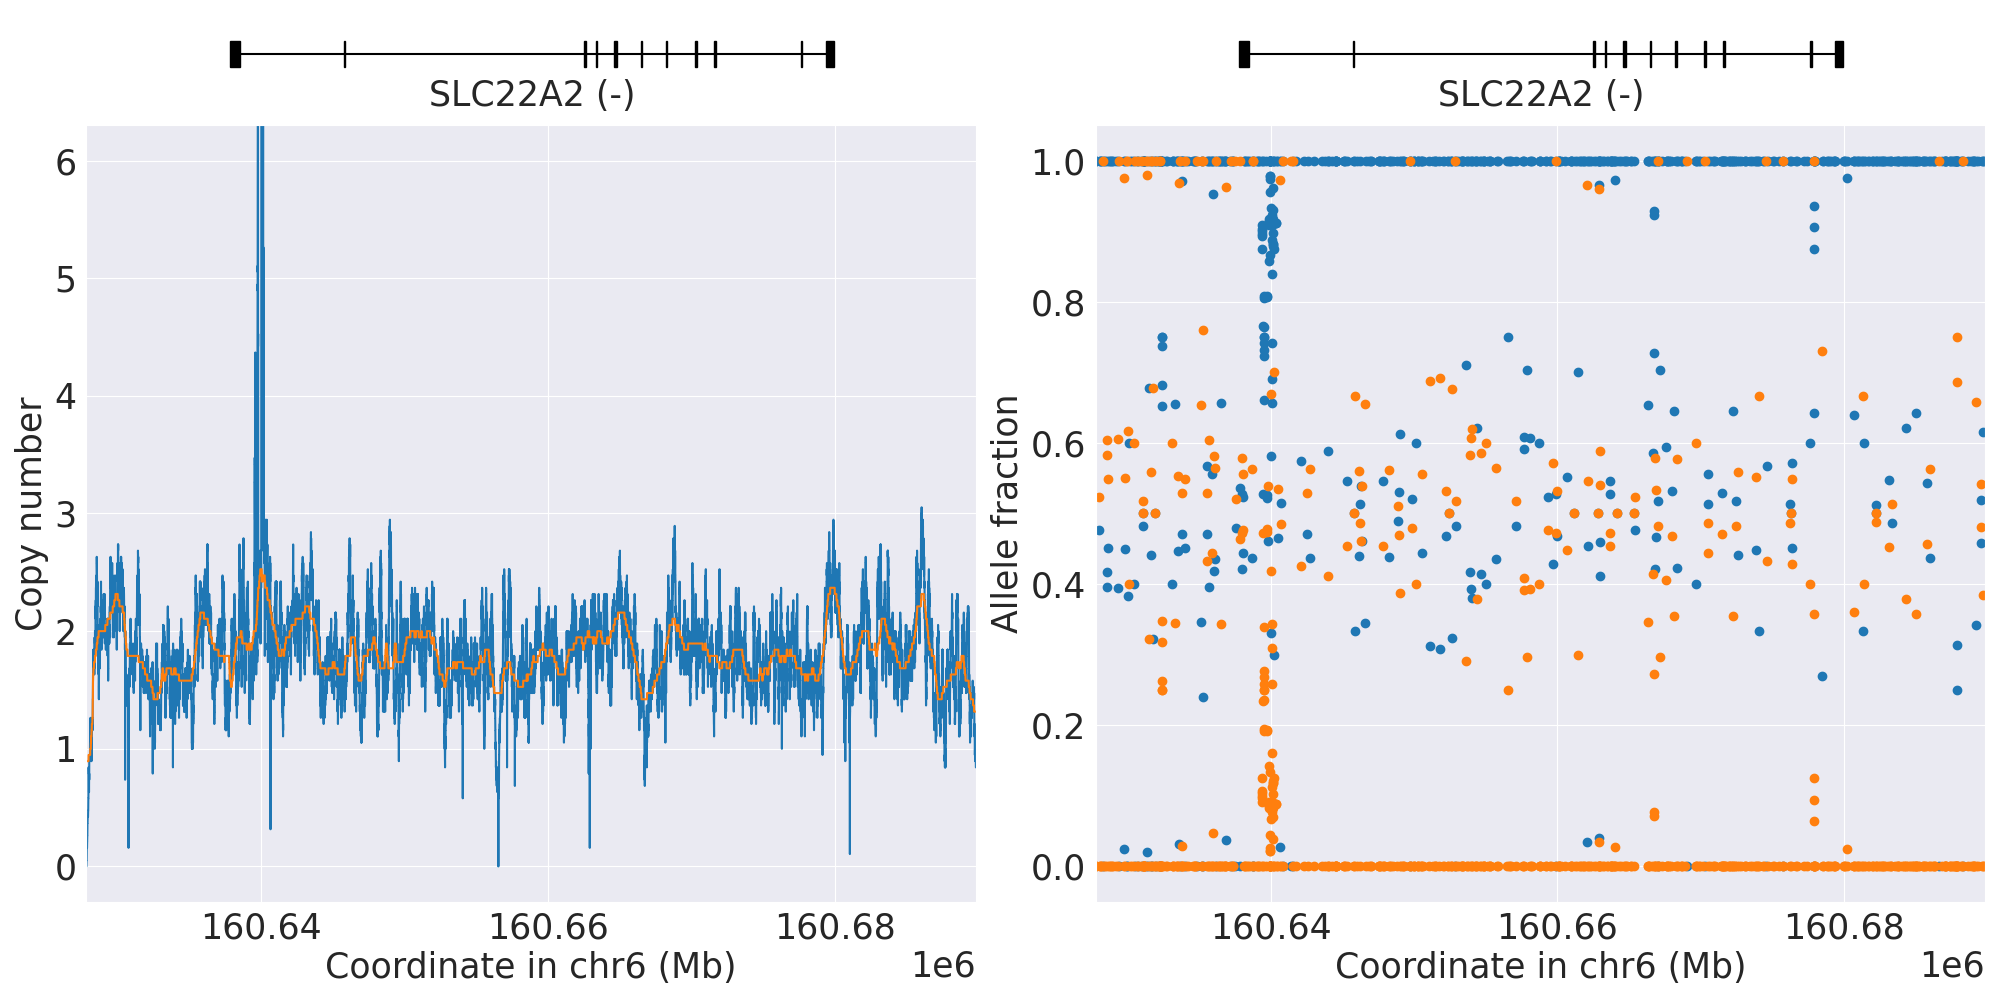 SLC22A2 (-)
Copy number
6
5
4
3
2
1
0
160.64
160.66
160.68
Coordinate in chr6 (Mb)
1e6
SLC22A2 (-)
Allele fraction
1.0
0.8
0.6
0.4
0.2
0.0
160.64
160.66
160.68
Coordinate in chr6 (Mb)
1e6